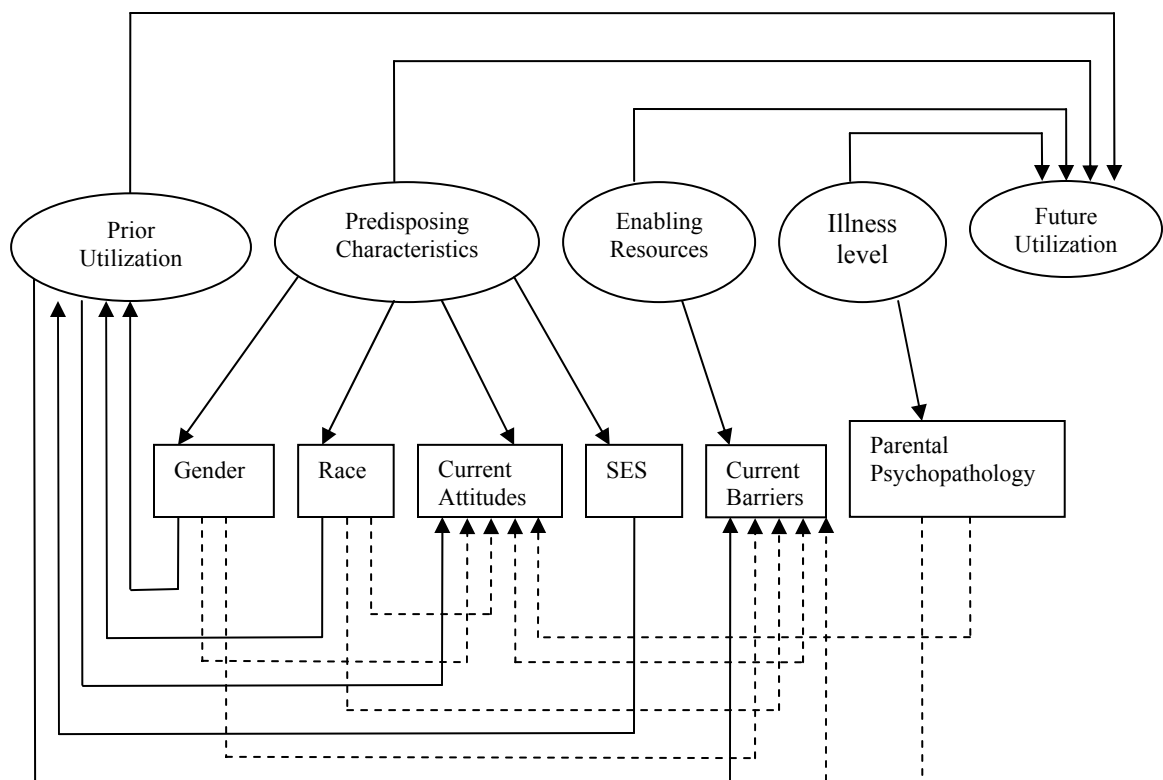 Prior
Utilization
Predisposing
Characteristics
Enabling
Resources
Illness
level
Future
Utilization
Gender
Race
Current
Attitudes
SES
Current
Barriers
Parental
Psychopathology